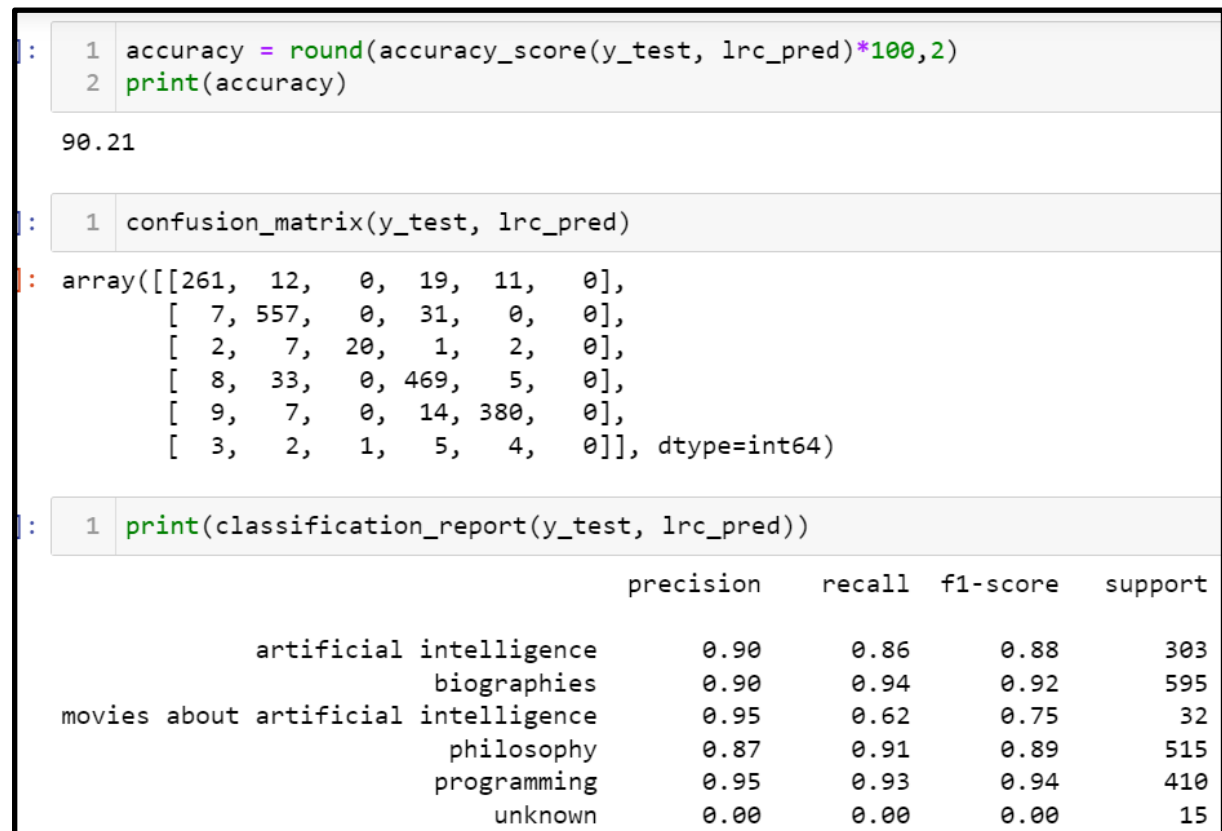 ]: 1 accuracy = round(accuracy_score(y_test, lrc_pred)*100,2)
2 print(accuracy)
90.21
]: 1 confusion_matrix(y_test, lrc_pred)
]: array([[261, 12, 0, 19, 11, 0],
[ 7, 557, 0, 31, 0, 0],
[ 2, 7, 20, 1, 2, 0],
[ 8, 33, 0, 469, 5, 0],
[ 9, 7, 0, 14, 380, 0],
[ 3, 2, 1, 5, 4, 0]], dtype=int64)
]: 1 print(classification_report(y_test, lrc_pred))
precision recall f1-score support
artificial intelligence 0.90 0.86 0.88 303
biographies 0.90 0.94 0.92 595
movies about artificial intelligence 0.95 0.62 0.75 32
philosophy 0.87 0.91 0.89 515
programming 0.95 0.93 0.94 410
unknown 0.00 0.00 0.00 15